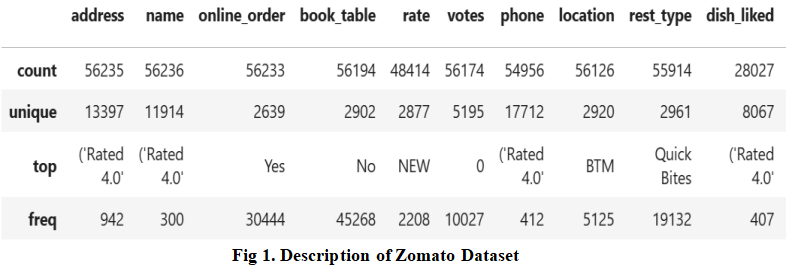 address name online_order book_table rate votes phone location rest_type dish_liked
count 56235 56236 56233 56194 48414 56174 54956 56126 55914 28027
unique 13397 11914 2639 2902 2877 5195 17712 2920 2961 8067
top ('Rated 4.0' ('Rated 4.0' Yes No NEW 0 ('Rated 4.0' BTM Quick Bites ('Rated 4.0'
freq 942 300 30444 45268 2208 10027 412 5125 19132 407
Fig 1. Description of Zomato Dataset